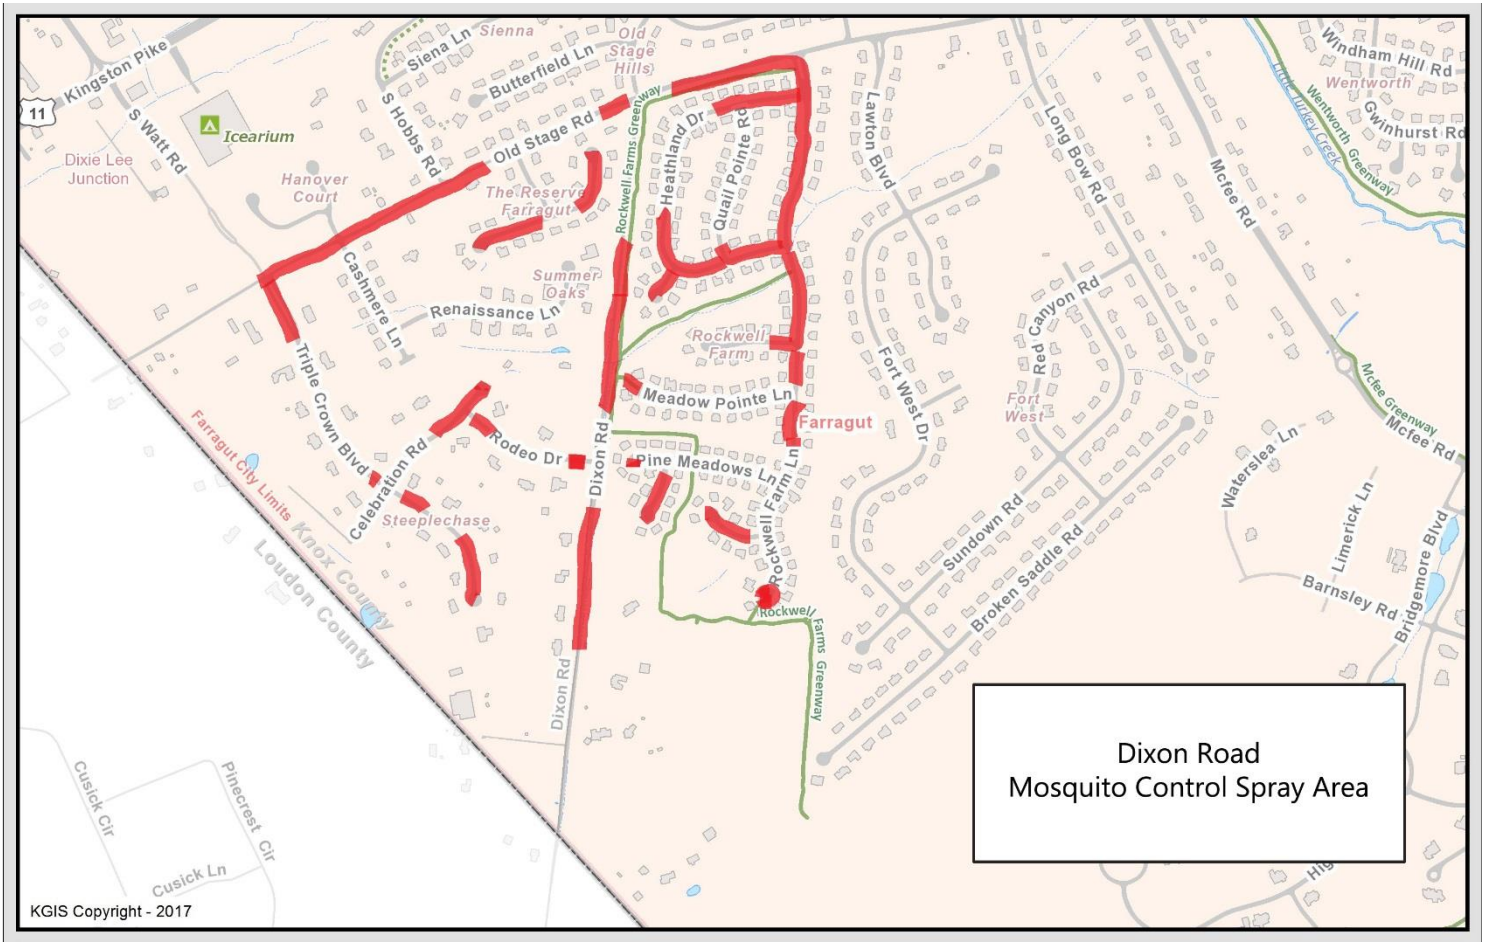 Sienna
Siena Ln
Old
Stage
Hills
Butterfield Ln
Kingston Pike
11
S Watt Rd
Icearium
S Hobbs Rd
Old Stage Rd
Dixie Lee
Junction
Hanover
Court
The Reserve
Farragut
Rockwell Farms Greenway
Heathland Dr
Quail Pointe Rd
Lawton Blvd
Long Bow Rd
Mcfee Rd
Little Turkey Creek
Wentworth Greenway
Windham Hill Rd
Wentworth
Gwinhurst Rd
Cashmere Ln
Summer
Oaks
Renaissance Ln
Rockwell
Farm
Red Canyon Rd
Triple Crown Blvd
Meadow Pointe Ln
Fort West Dr
Fort
West
Mcfee Greenway
Mcfee Rd
Farragut
Farragut City Limits
Celebration Rd
Rodeo Dr
Dixon Rd
Pine Meadows Ln
Rockwell Farm Ln
Waterslea Ln
Limerick Ln
Steeplechase
Knox County
Loudon County
Sundown Rd
Broken Saddle Rd
Barnsley Rd
Bridgemore Blvd
Rockwell Farms Greenway
Dixon Rd
Dixon Road
Mosquito Control Spray Area
Cusick Cir
Pinecrest Cir
Cusick Ln
KGIS Copyright - 2017